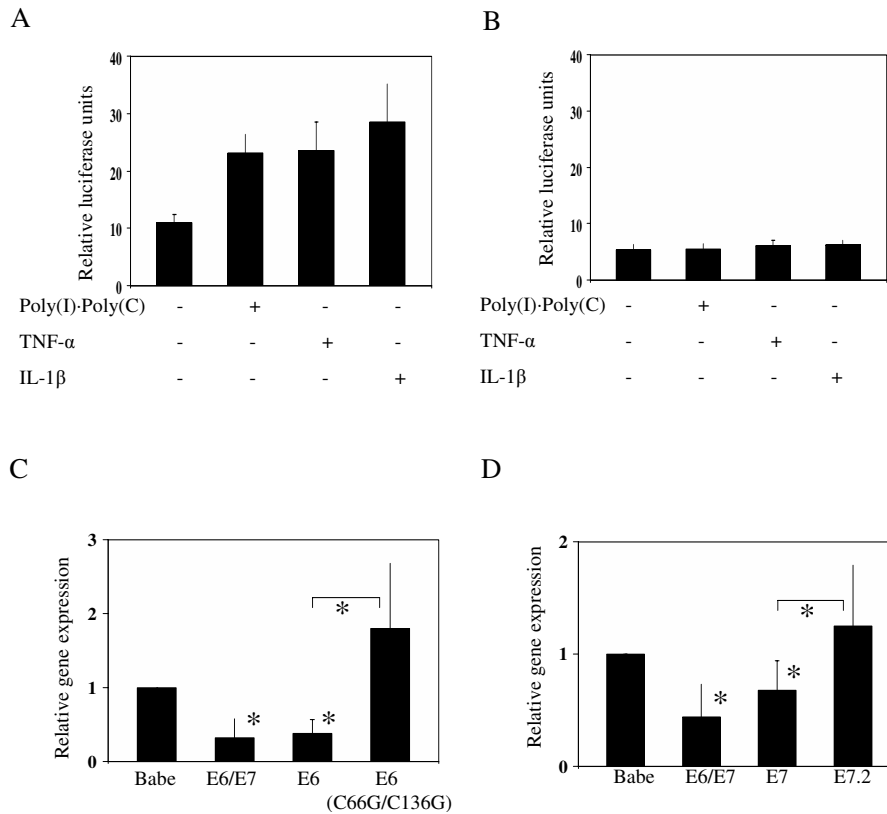 A
Relative luciferase units
40
30
20
10
0
Poly(I)·Poly(C) - + - -
TNF-α - - + -
IL-1β - - - +
B
Relative luciferase units
40
30
20
10
0
Poly(I)·Poly(C) - + - -
TNF-α - - + -
IL-1β - - - +
C
Relative gene expression
3
2
1
0
*
*
*
Babe E6/E7 E6 E6
(C66G/C136G)
D
Relative gene expression
2
1
0
*
*
*
Babe E6/E7 E7 E7.2